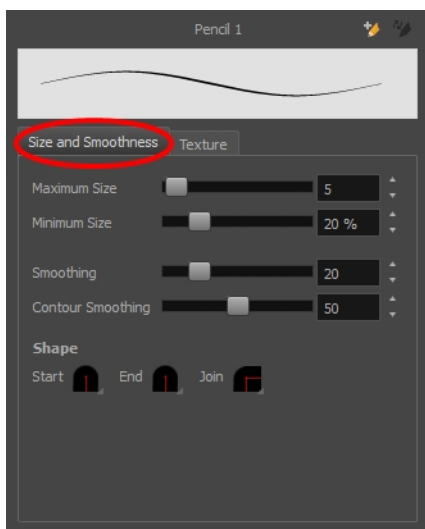 Pencil 1
Size and Smoothness Texture
Maximum Size 5
Minimum Size 20 %
Smoothing 20
Contour Smoothing 50
Shape
Start End Join